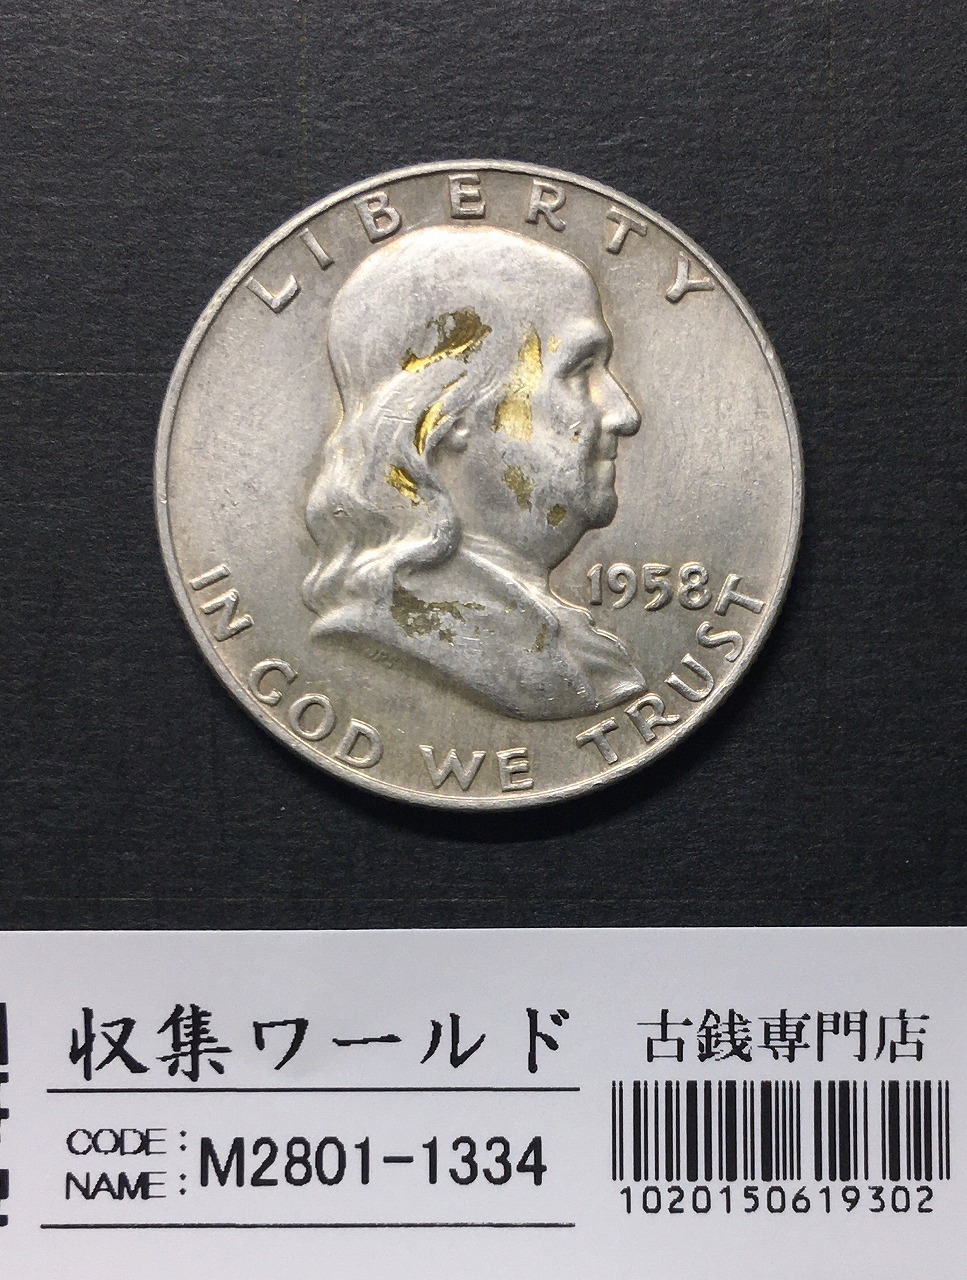 LIBERTY
1958
IN GOD WE TRUST
収集ワールド
古銭専門店
CODE:
NAME:
M2801-1334
1020150619302